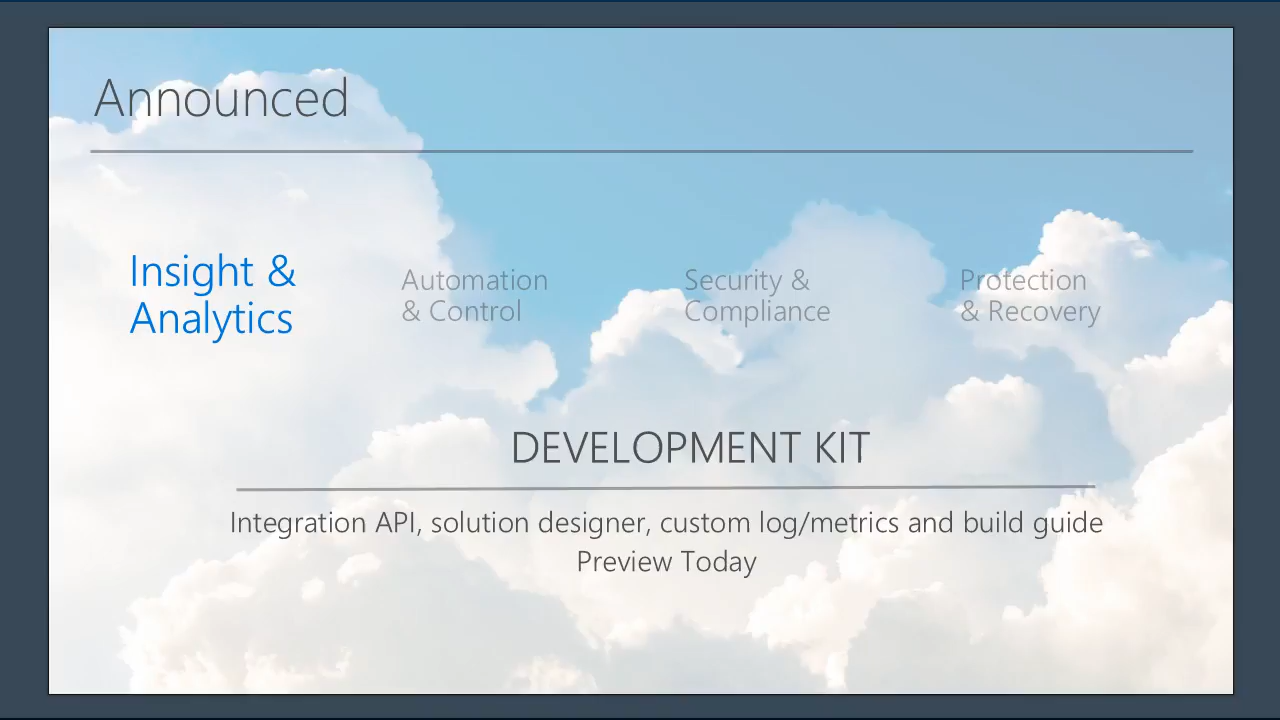 Announced
Insight &
Analytics
Automation
& Control
Security &
Compliance
Protection
& Recovery
DEVELOPMENT KIT
Integration API, solution designer, custom log/metrics and build guide
Preview Today